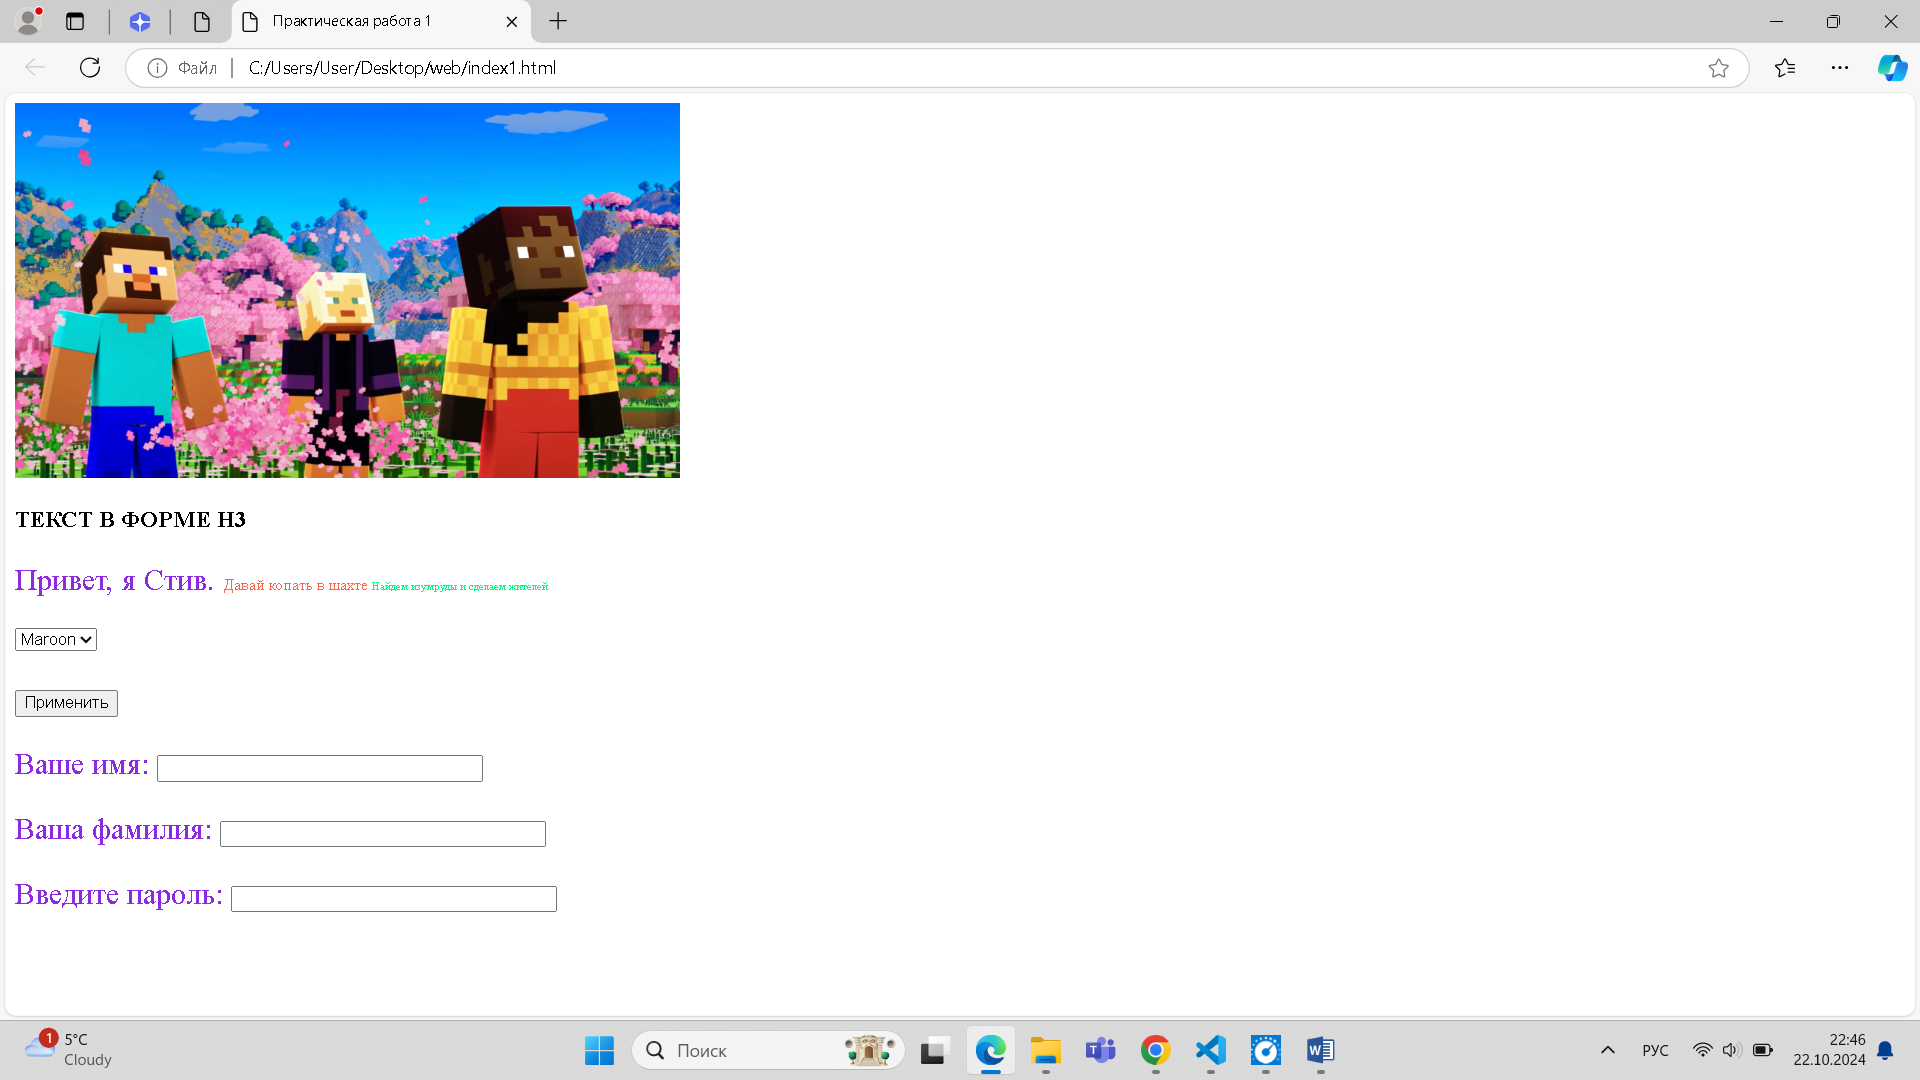 Практическая работа 1
Файл | C:/Users/User/Desktop/web/index1.html
ТЕКСТ В ФОРМЕ H3
Привет, я Стив. Давай копать в шахте Найдем изумруды и сделаем жителей
Maroon
Применить
Ваше имя:
Ваша фамилия:
Введите пароль:
1
5°C
Cloudy
Поиск
РУС
22:46
22.10.2024